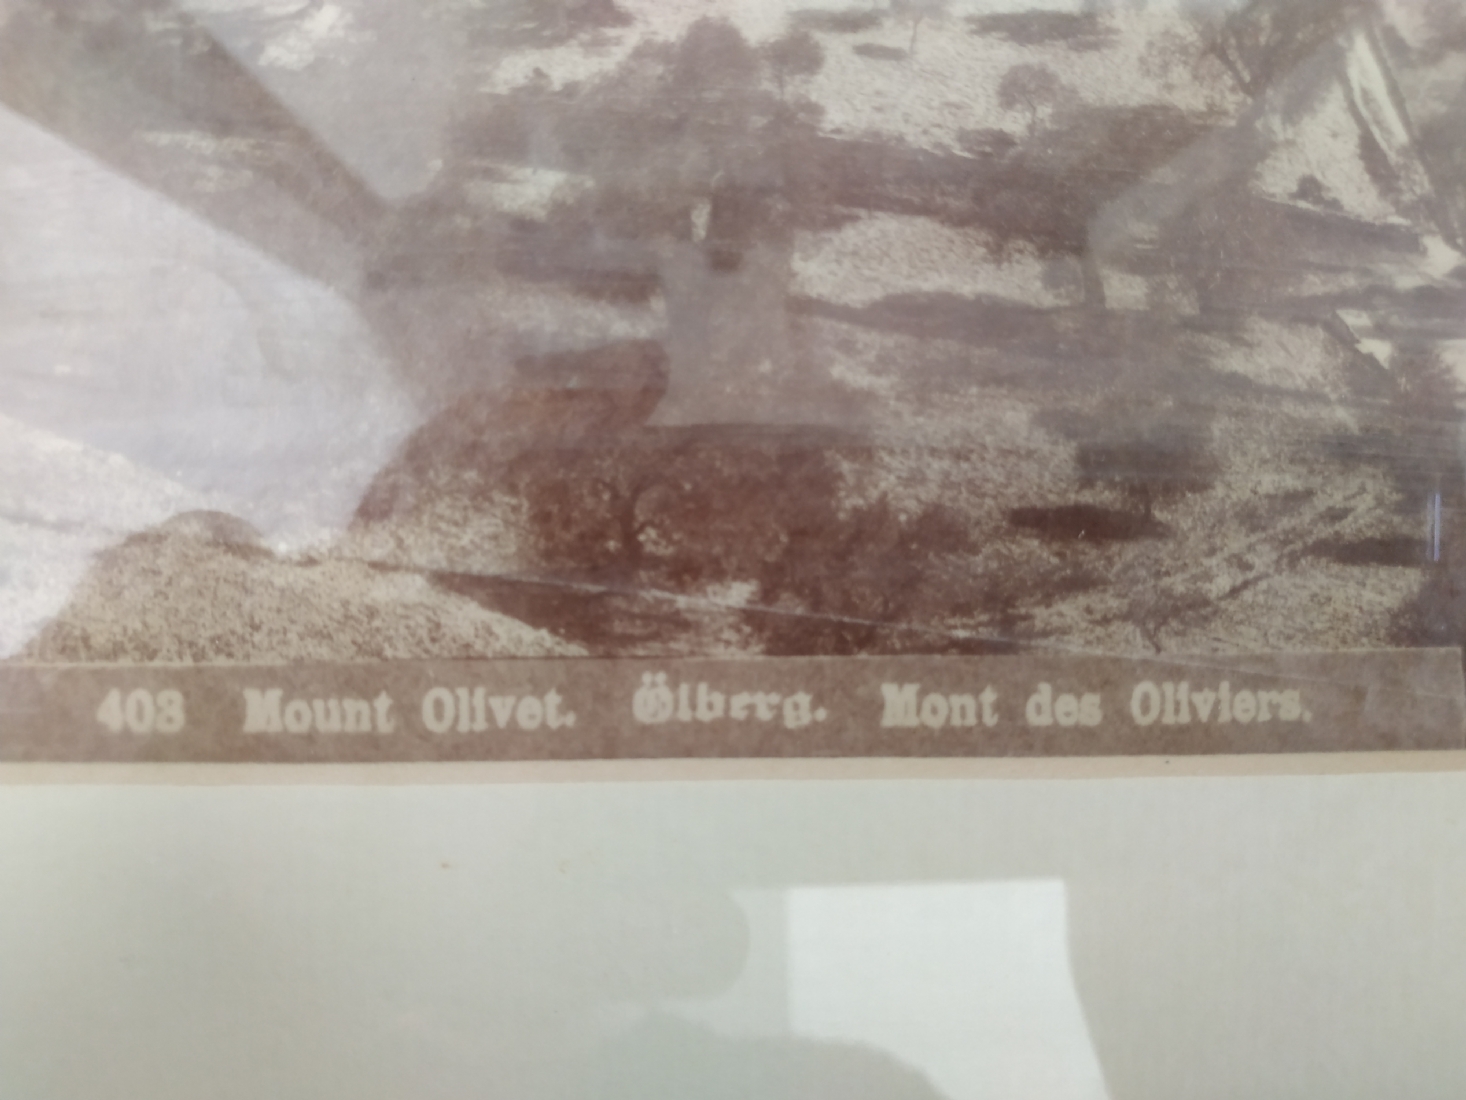 408 Mount Olivet. Ölberg. Mont des Oliviers.